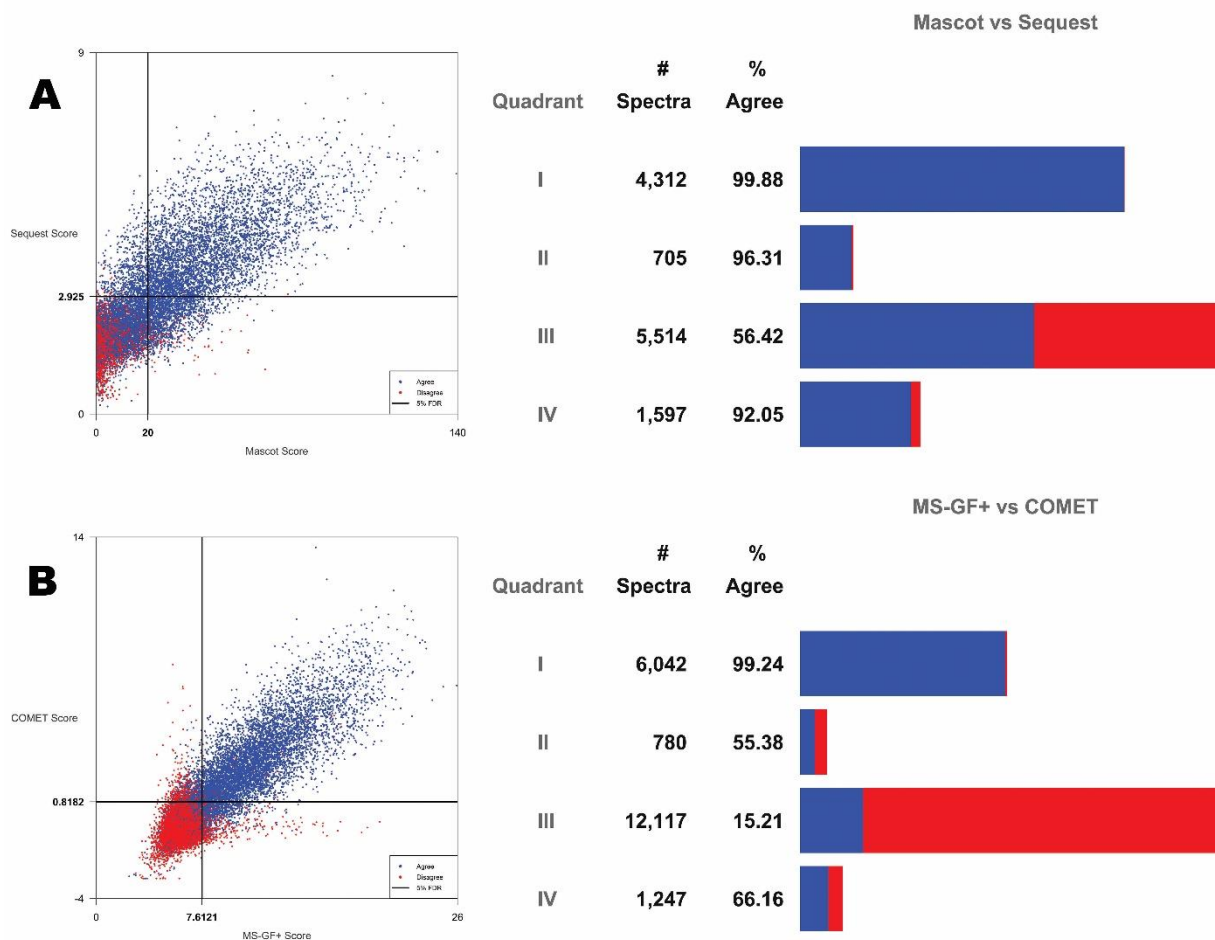 Mascot vs Sequest
A
9
Sequest Score
2.925
0
0 20 140
Mascot Score
Agree
Disagree
5% FDR
# %
Quadrant Spectra Agree
I 4,312 99.88
II 705 96.31
III 5,514 56.42
IV 1,597 92.05
MS-GF+ vs COMET
B
14
COMET Score
0.8182
-4
0 7.6121 26
MS-GF+ Score
Agree
Disagree
5% FDR
# %
Quadrant Spectra Agree
I 6,042 99.24
II 780 55.38
III 12,117 15.21
IV 1,247 66.16